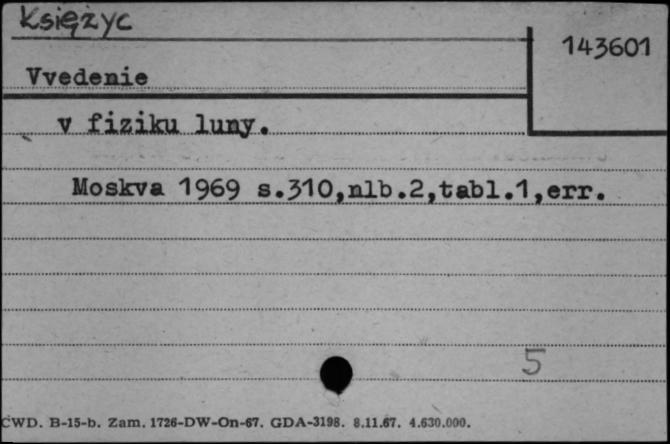 Księżyc
143601
Vvedenie
v fiziku luny.
Moskva 1969 s.310,nlb.2,tabl.1,err.
5
CWD. B-15-b. Zam. 1726-DW-On-67. GDA-3198. 8.11.67. 4.630.000.